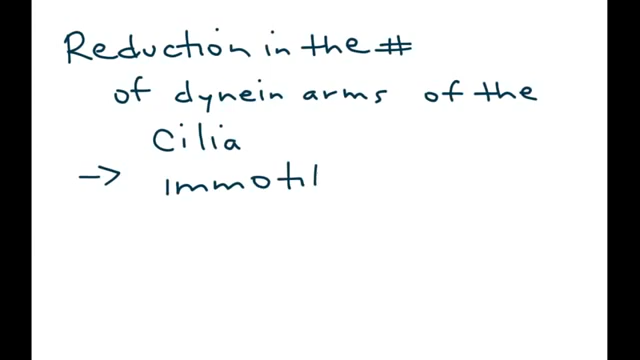 Reduction in the #
of dynein arms of the
Cilia
-> immotil